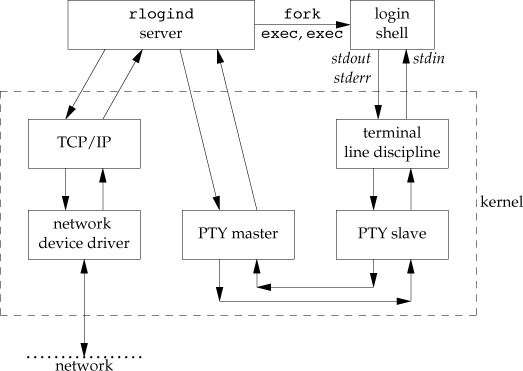 rlogind
server
fork
exec, exec
login
shell
stdout
stderr
stdin
TCP/IP
terminal
line discipline
kernel
network
device driver
PTY master
PTY slave
network